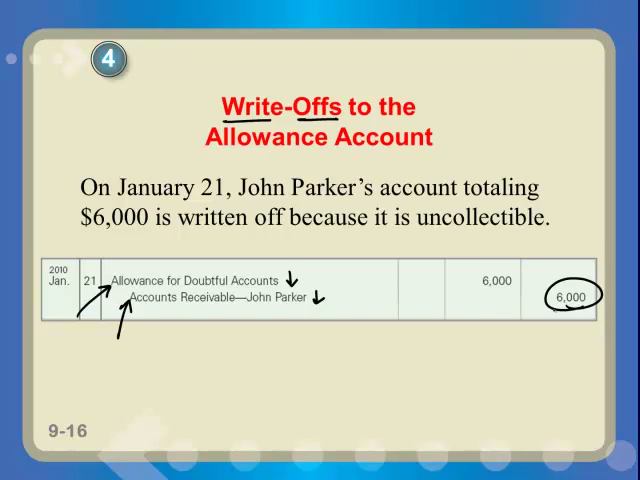 4
Write-Offs to the
Allowance Account
On January 21, John Parker’s account totaling
$6,000 is written off because it is uncollectible.
2010
Jan. 21 Allowance for Doubtful Accounts 6,000
Accounts Receivable—John Parker 6,000
9-16